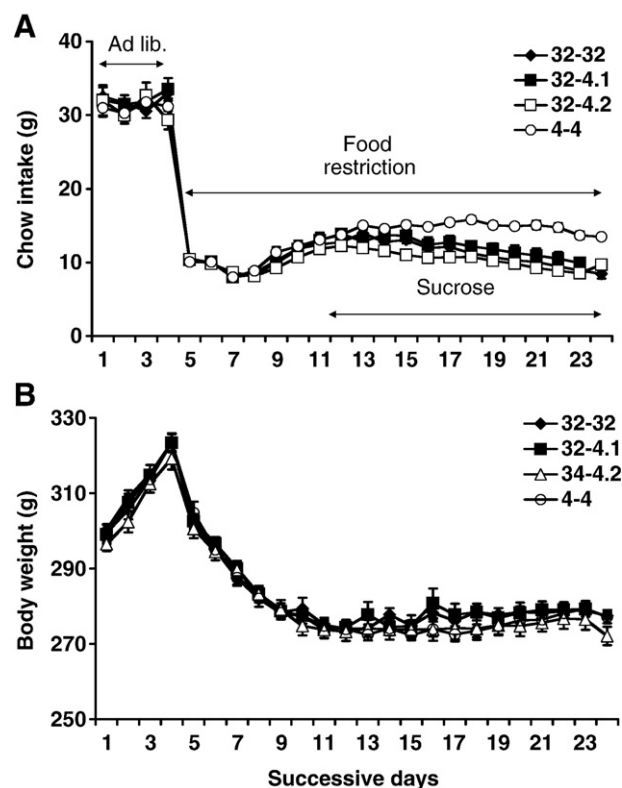 A
40
30
20
10
0
Chow intake (g)
Ad lib.
32-32
32-4.1
32-4.2
4-4
Food
restriction
Sucrose
1 3 5 7 9 11 13 15 17 19 21 23
B
330
310
290
270
250
Body weight (g)
32-32
32-4.1
34-4.2
4-4
1 3 5 7 9 11 13 15 17 19 21 23
Successive days